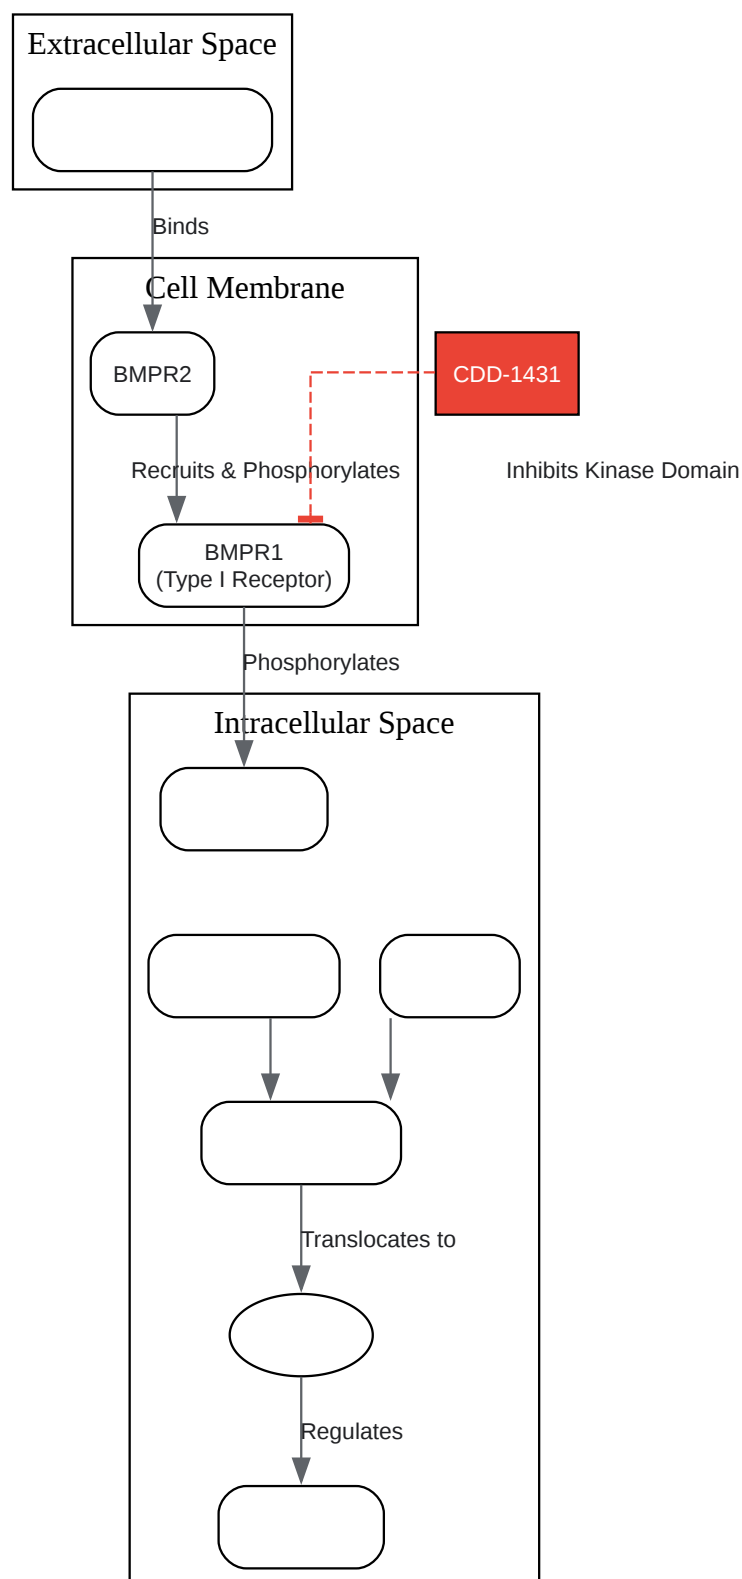 Extracellular Space
Binds
Cell Membrane
BMPR2
CDD-1431
Recruits & Phosphorylates
Inhibits Kinase Domain
BMPR1
(Type I Receptor)
Phosphorylates
Intracellular Space
Translocates to
Regulates